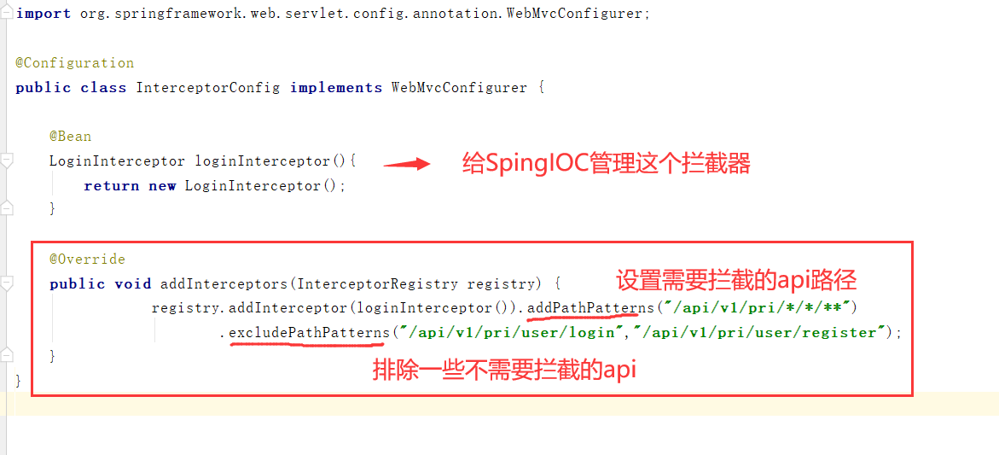 import org.springframework.web.servlet.config.annotation.WebMvcConfigurer;
@Configuration
public class InterceptorConfig implements WebMvcConfigurer {
@Bean
LoginInterceptor loginInterceptor(){
给SpingIOC管理这个拦截器
return new LoginInterceptor();
}
@Override
public void addInterceptors(InterceptorRegistry registry) {
设置需要拦截的api路径
registry.addInterceptor(loginInterceptor()).addPathPatterns("/api/v1/pri/*/*/**")
.excludePathPatterns("/api/v1/pri/user/login","/api/v1/pri/user/register");
}
排除一些不需要拦截的api
}